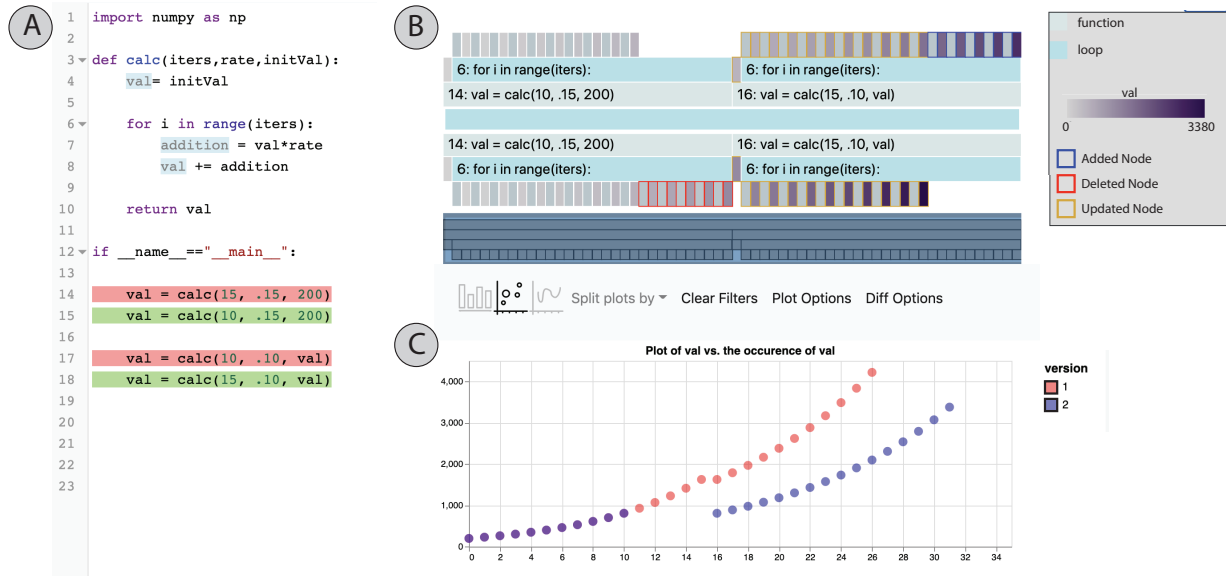 A
1 import numpy as np
2
3 def calc(iters,rate,initVal):
4 val= initVal
5
6 for i in range(iters):
7 addition = val*rate
8 val += addition
9
10 return val
11
12 if __name__=="__main__":
13
14 val = calc(15, .15, 200)
15 val = calc(10, .15, 200)
16
17 val = calc(10, .10, val)
18 val = calc(15, .10, val)
19
20
21
22
23
B
6: for i in range(iters): 6: for i in range(iters):
14: val = calc(10, .15, 200) 16: val = calc(15, .10, val)
14: val = calc(10, .15, 200) 16: val = calc(15, .10, val)
6: for i in range(iters): 6: for i in range(iters):
function
loop
val
0 3380
Added Node
Deleted Node
Updated Node
Split plots by Clear Filters Plot Options Diff Options
C
Plot of val vs. the occurence of val
4,000
3,000
2,000
1,000
0
0 2 4 6 8 10 12 14 16 18 20 22 24 26 28 30 32 34
version
1
2